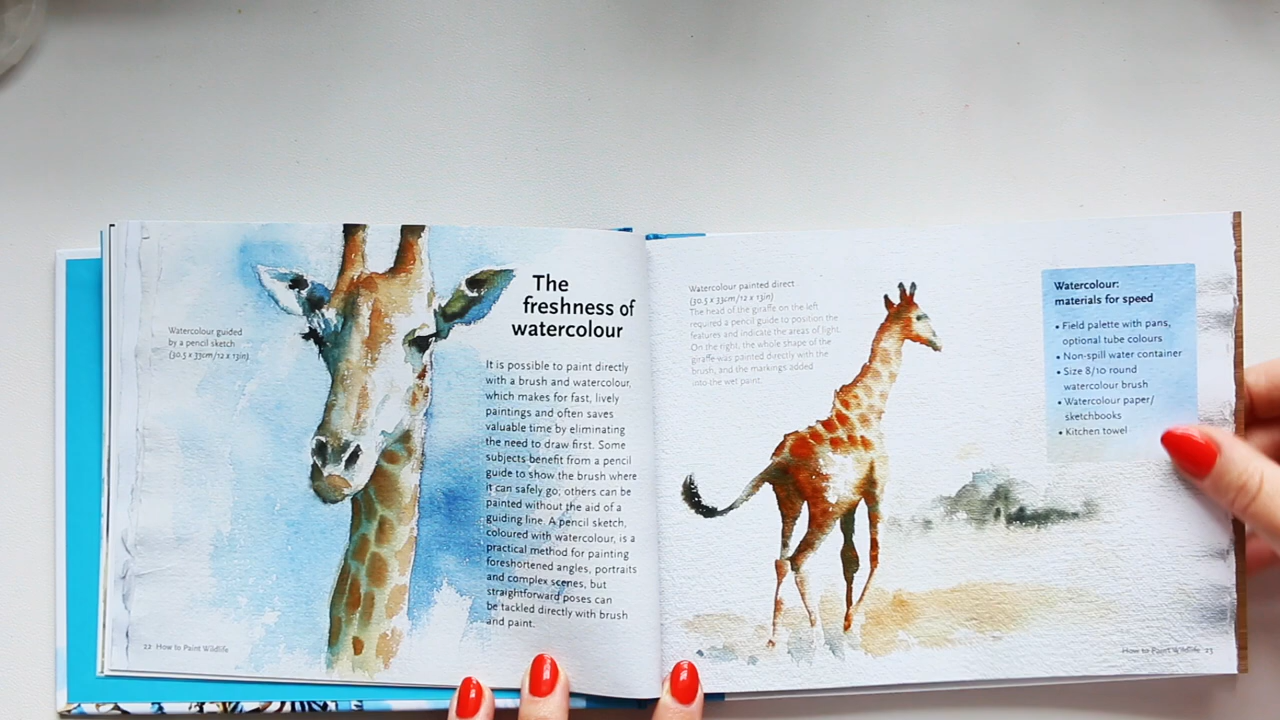 Watercolour guided
by a pencil sketch
(30.5 x 33cm/12 x 13in).
The
freshness of
watercolour
It is possible to paint directly
with a brush and watercolour,
which makes for fast, lively
paintings and often saves
valuable time by eliminating
the need to draw first. Some
subjects benefit from a pencil
guide to show the brush where
it can safely go; others can be
painted without the aid of a
guiding line. A pencil sketch,
coloured with watercolour, is a
practical method for painting
foreshortened angles, portraits
and complex scenes, but
straightforward poses can
be tackled directly with brush
and paint.
22 How to Paint Wildlife
Watercolour painted direct
(30.5 x 33cm/12 x 13in)
The head of the giraffe on the left
required a pencil guide to position the
features and indicate the areas of light.
On the right, the whole shape of the
giraffe was painted directly with the
brush, and the markings added
into the wet paint.
Watercolour:
materials for speed
• Field palette with pans,
optional tube colours
• Non-spill water container
• Size 8/10 round
watercolour brush
• Watercolour paper/
sketchbooks
• Kitchen towel
How to Paint Wildlife 23